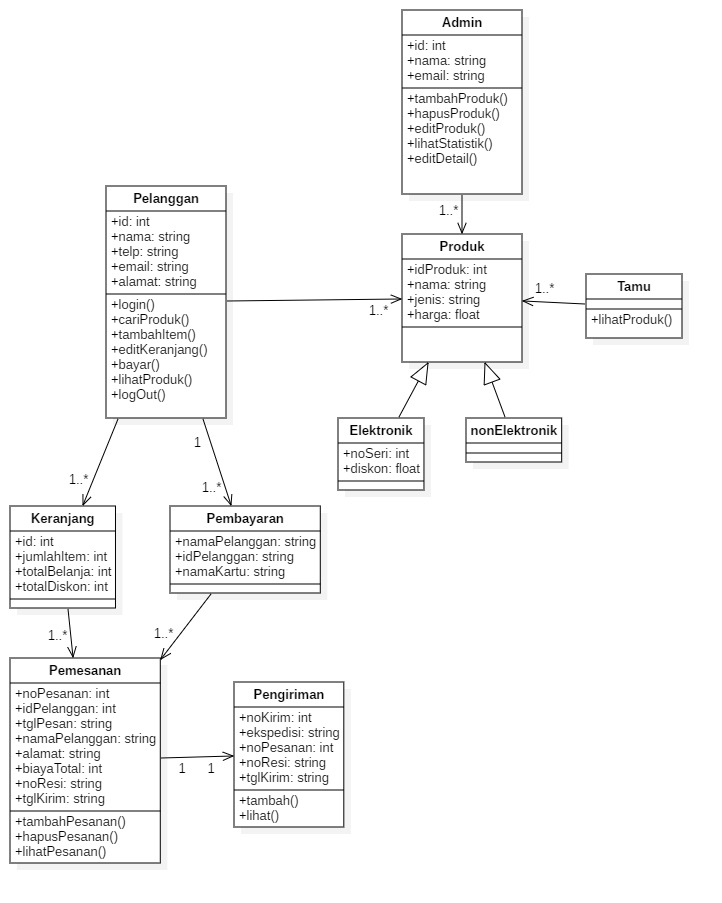 Admin
+id: int
+nama: string
+email: string
+tambahProduk()
+hapusProduk()
+editProduk()
+lihatStatistik()
+editDetail()
1..*
Pelanggan
+id: int
+nama: string
+telp: string
+email: string
+alamat: string
+login()
+cariProduk()
+tambahItem()
+editKeranjang()
+bayar()
+lihatProduk()
+logOut()
1..*
Produk
+idProduk: int
+nama: string
+jenis: string
+harga: float
1..*
Tamu
+lihatProduk()
Elektronik
+noSeri: int
+diskon: float
nonElektronik
1..*
1
1..*
Keranjang
+id: int
+jumlahItem: int
+totalBelanja: int
+totalDiskon: int
Pembayaran
+namaPelanggan: string
+idPelanggan: string
+namaKartu: string
1..*
1..*
Pemesanan
+noPesanan: int
+idPelanggan: int
+tglPesan: string
+namaPelanggan: string
+alamat: string
+biayaTotal: int
+noResi: string
+tglKirim: string
+tambahPesanan()
+hapusPesanan()
+lihatPesanan()
1 1
Pengiriman
+noKirim: int
+ekspedisi: string
+noPesanan: int
+noResi: string
+tglKirim: string
+tambah()
+lihat()